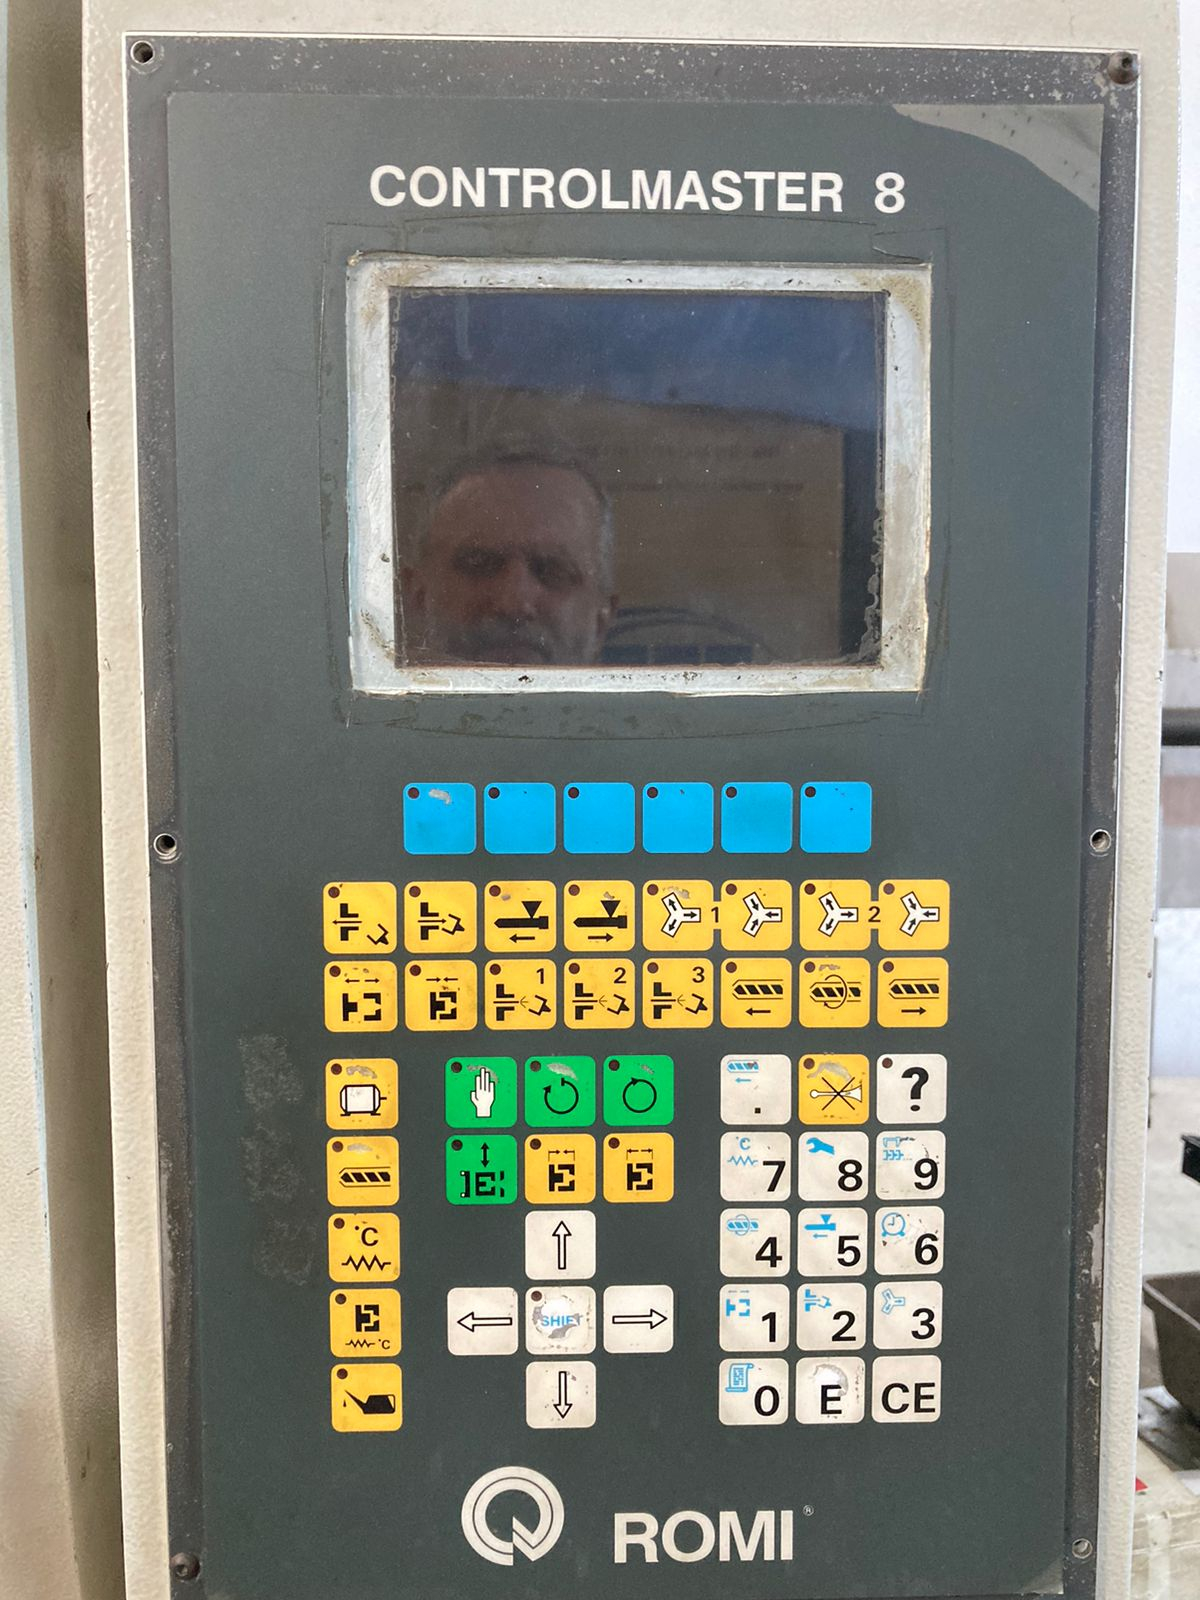 CONTROLMASTER 8
1 2
1 2 3
. ?
°C
7 8 9
°C
4 5 6
SHIFT
1 2 3
°C
0 E CE
ROMI®